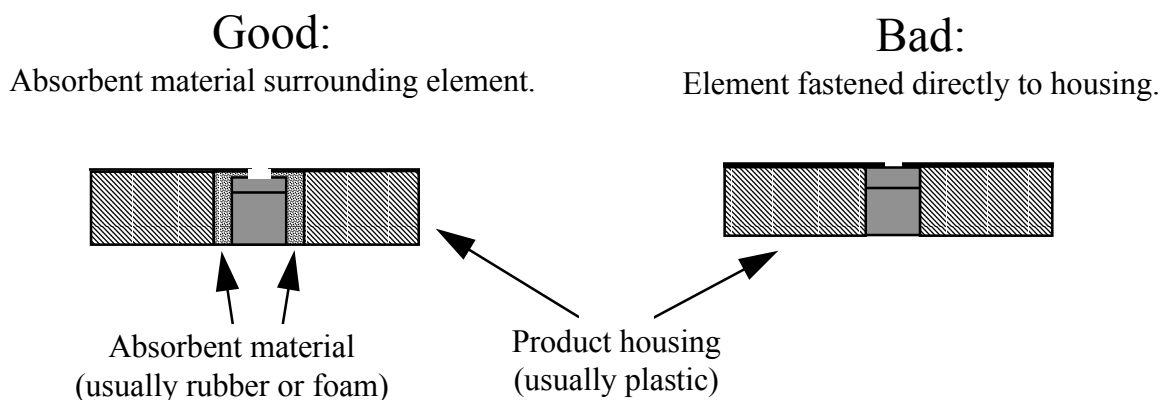 Good:
Absorbent material surrounding element.
Bad:
Element fastened directly to housing.
Absorbent material
(usually rubber or foam)
Product housing
(usually plastic)